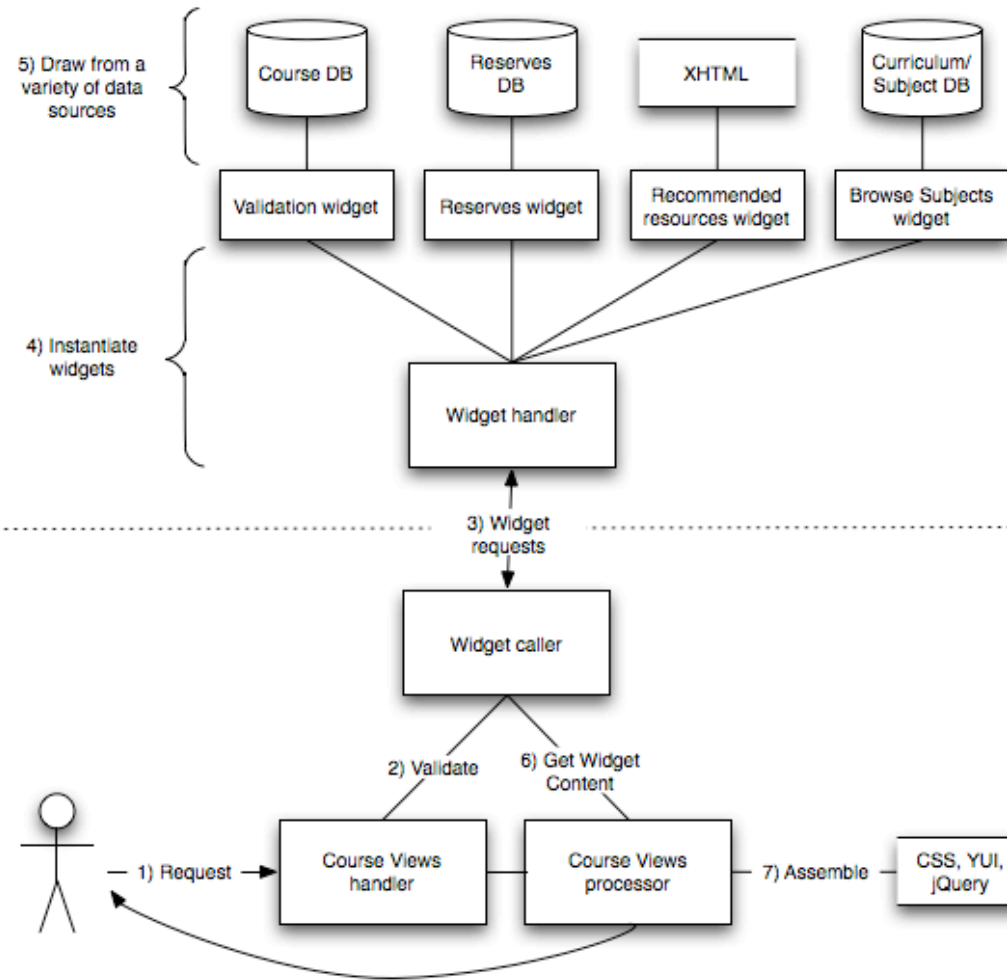 5) Draw from a
variety of data
sources
Course DB
Reserves
DB
XHTML
Curriculum/
Subject DB
Validation widget
Reserves widget
Recommended
resources widget
Browse Subjects
widget
4) Instantiate
widgets
Widget handler
3) Widget
requests
Widget caller
2) Validate
6) Get Widget
Content
1) Request
Course Views
handler
Course Views
processor
7) Assemble
CSS, YUI,
jQuery